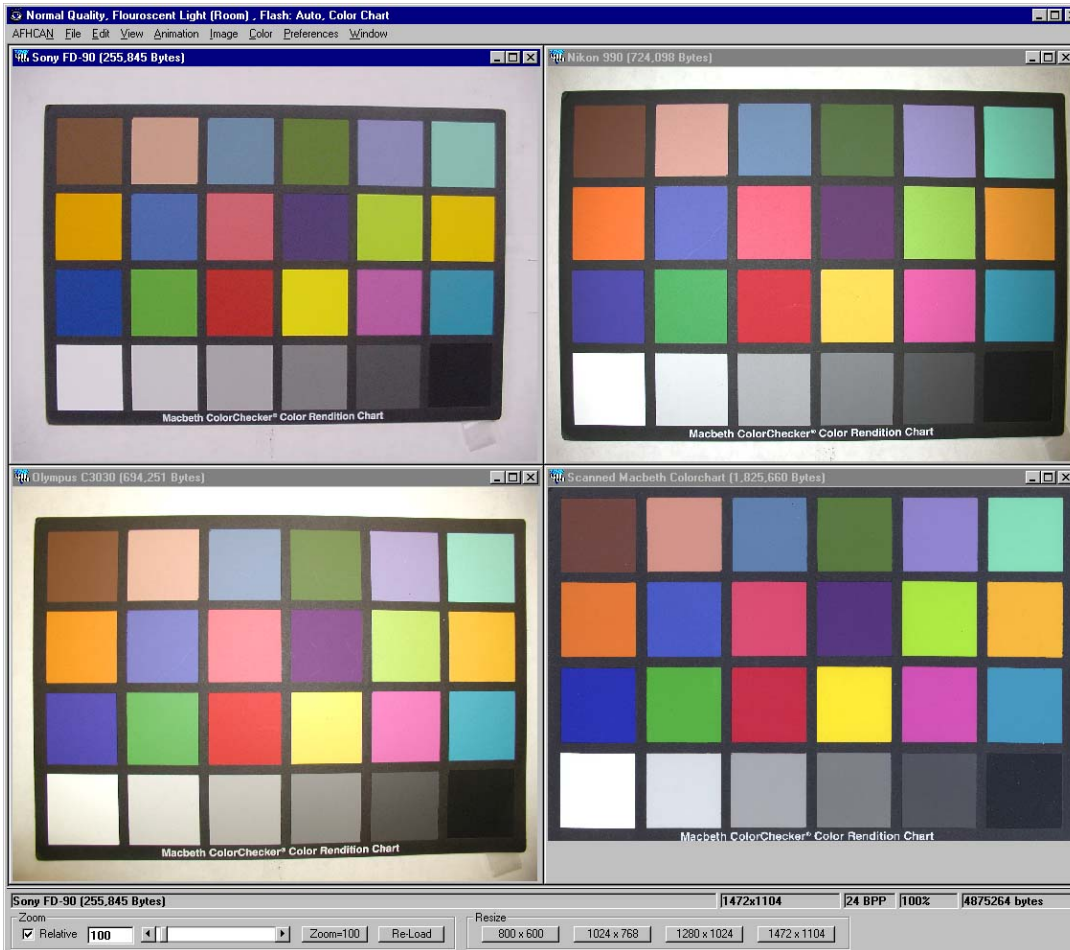 Normal Quality, Flouroscent Light (Room) , Flash: Auto, Color Chart
AFHCAN File Edit View Animation Image Color Preferences Window
Sony FD-90 (255,845 Bytes)
Nikon 990 (724,098 Bytes)
Macbeth ColorChecker® Color Rendition Chart
Macbeth ColorChecker® Color Rendition Chart
Olympus C3030 (694,251 Bytes)
Scanned Macbeth Colorchart (1,825,660 Bytes)
Macbeth ColorChecker® Color Rendition Chart
Macbeth ColorChecker® Color Rendition Chart
Sony FD-90 (255,845 Bytes) 1472x1104 24 BPP 100% 4875264 bytes
Zoom Resize
Relative 100 Zoom=100 Re-Load 800 x 600 1024 x 768 1280 x 1024 1472 x 1104